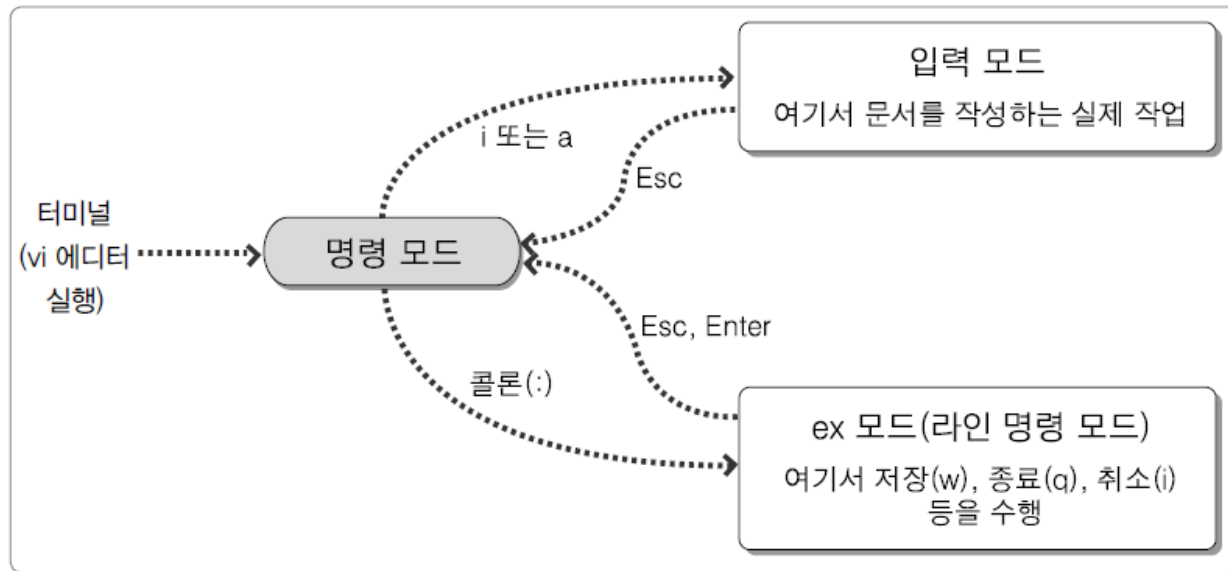 입력 모드
여기서 문서를 작성하는 실제 작업
i 또는 a
Esc
터미널
(vi 에디터
실행)
명령 모드
Esc, Enter
콜론(:)
ex 모드(라인 명령 모드)
여기서 저장(w), 종료(q), 취소(i)
등을 수행